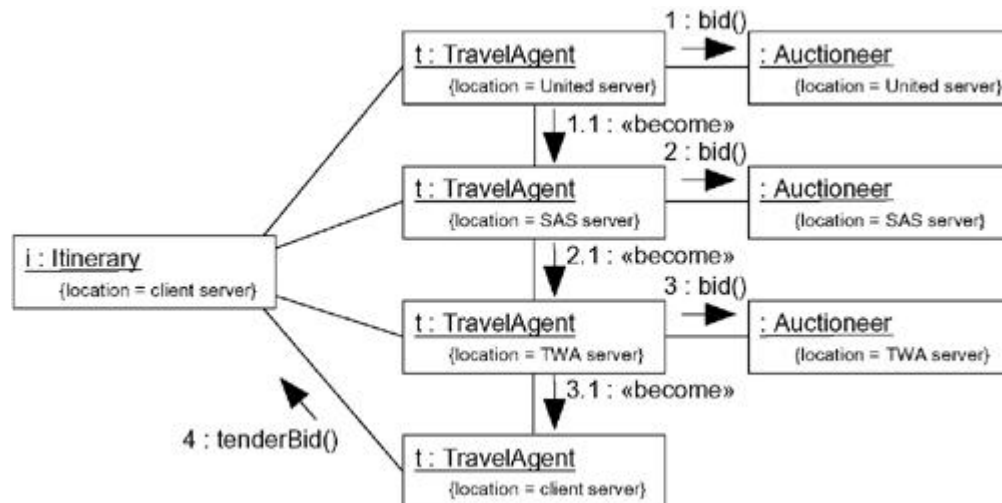 1 : bid()
t : TravelAgent
{location = United server}
: Auctioneer
{location = United server}
1.1 : «become»
2 : bid()
t : TravelAgent
{location = SAS server}
: Auctioneer
{location = SAS server}
i : Itinerary
{location = client server}
2.1 : «become»
3 : bid()
t : TravelAgent
{location = TWA server}
: Auctioneer
{location = TWA server}
3.1 : «become»
4 : tenderBid()
t : TravelAgent
{location = client server}